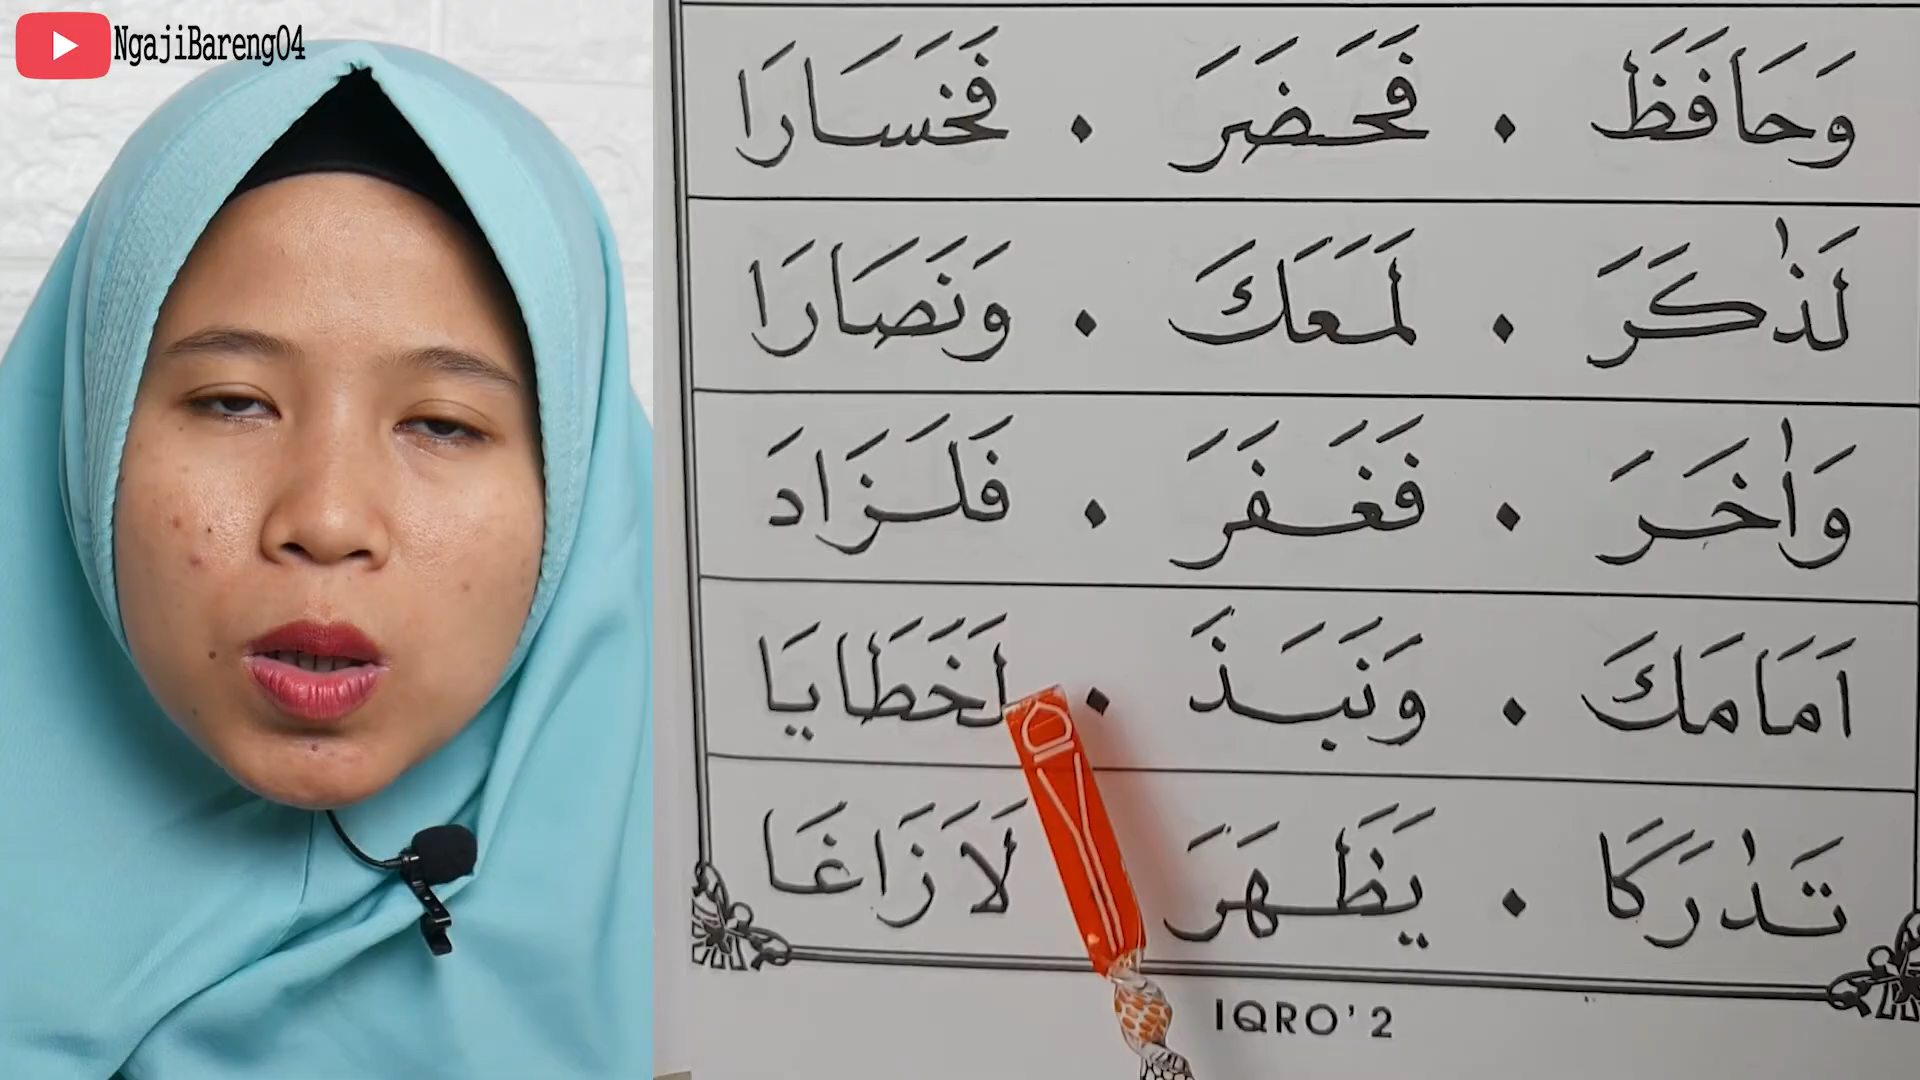 NgajiBareng04
وَحَافَظَ • فَحَضَرَ • فَخَسَارَا
لَذٰكَرَ • لَمَعَكَ • وَنَصَارَا
وَاٰخَرَ • فَغَفَرَ • فَلَزَادَ
اَمَامَكَ • وَنَبَذَ • لَخَطَايَا
تَدٰرَكَا • يَظَهَرَ لَازَاغَا
IQRO’2